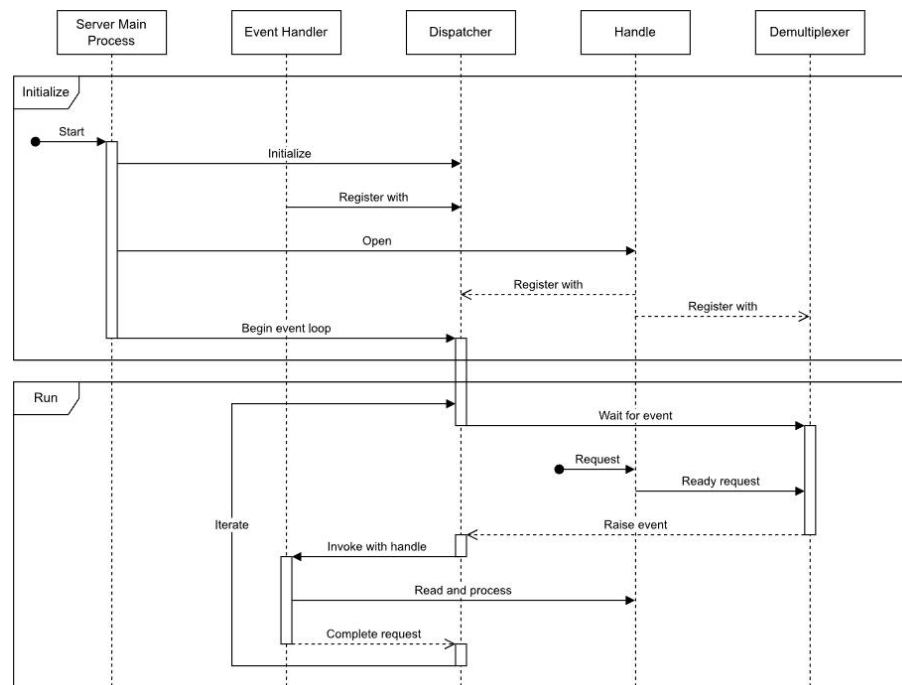 Server Main
Process
Event Handler
Dispatcher
Handle
Demultiplexer
Initialize
Start
Initialize
Register with
Open
Register with
Register with
Begin event loop
Run
Wait for event
Request
Ready request
Iterate
Raise event
Invoke with handle
Read and process
Complete request